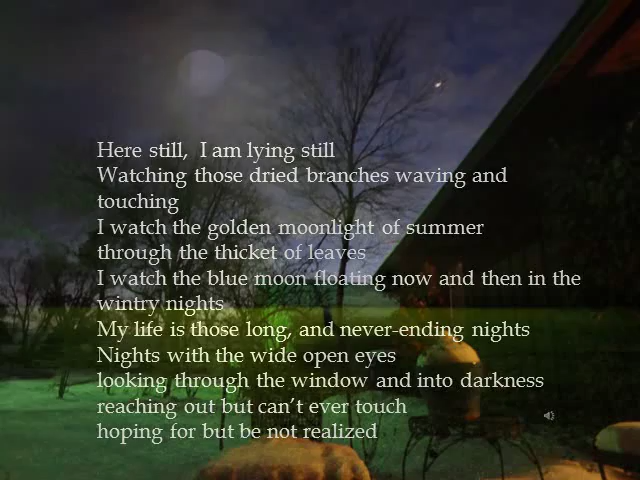 Here still,  I am lying still
Watching those dried branches waving and
touching
I watch the golden moonlight of summer
through the thicket of leaves
I watch the blue moon floating now and then in the
wintry nights
My life is those long, and never-ending nights
Nights with the wide open eyes
looking through the window and into darkness
reaching out but can’t ever touch
hoping for but be not realized